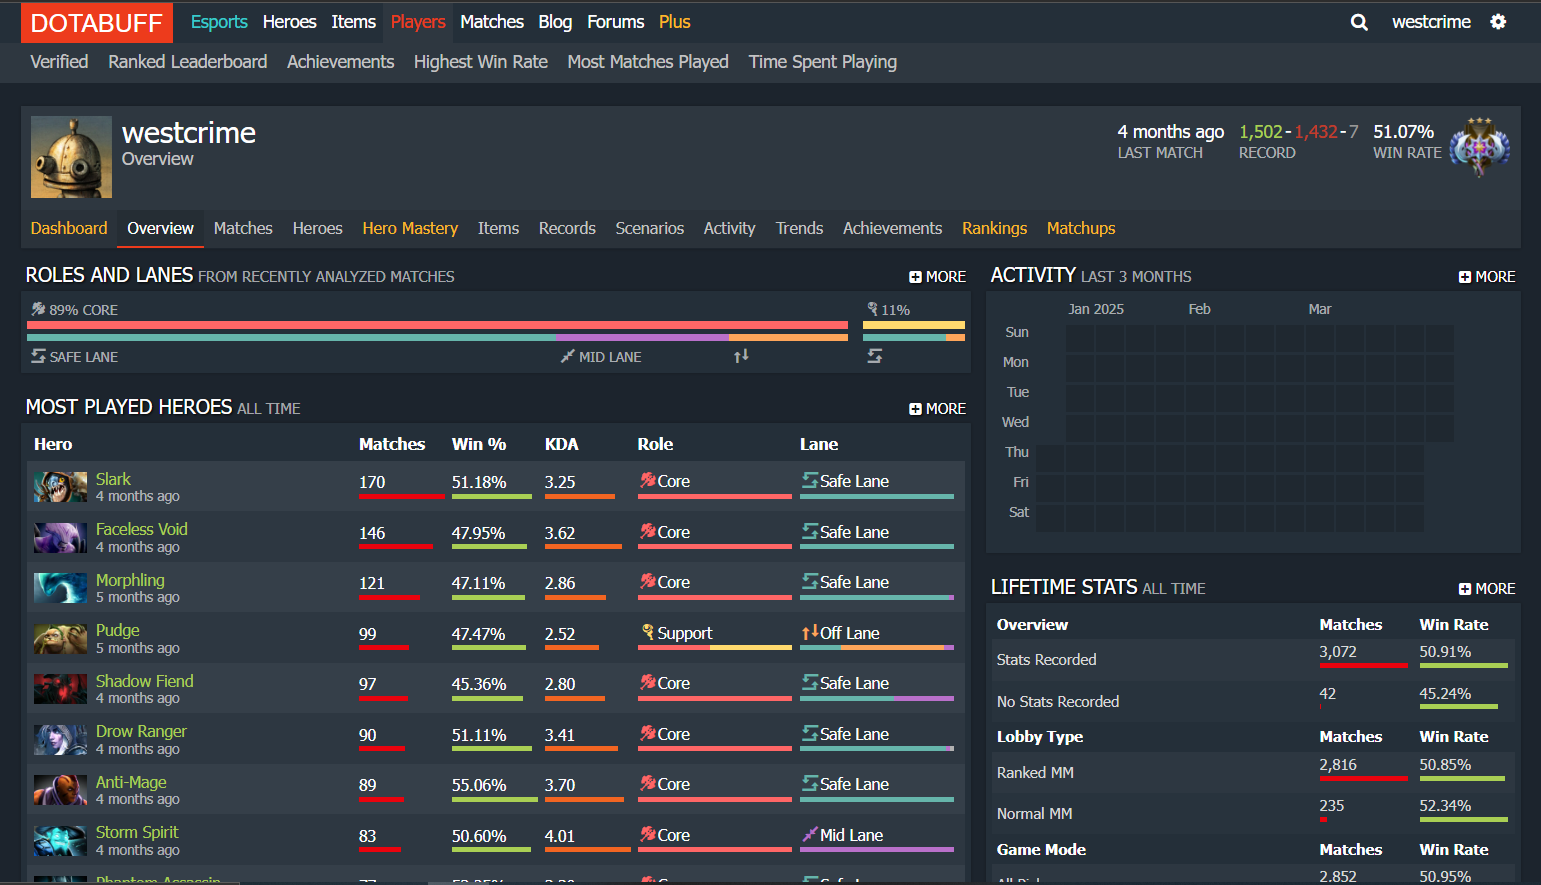 DOTABUFF Esports Heroes Items Players Matches Blog Forums Plus westcrime
Verified Ranked Leaderboard Achievements Highest Win Rate Most Matches Played Time Spent Playing
westcrime
Overview
4 months ago 1,502-1,432-7 51.07%
LAST MATCH RECORD WIN RATE
Dashboard Overview Matches Heroes Hero Mastery Items Records Scenarios Activity Trends Achievements Rankings Matchups
ROLES AND LANES FROM RECENTLY ANALYZED MATCHES MORE
89% CORE 11%
SAFE LANE MID LANE
MOST PLAYED HEROES ALL TIME MORE
Hero Matches Win % KDA Role Lane
Slark 170 51.18% 3.25 Core Safe Lane
4 months ago
Faceless Void 146 47.95% 3.62 Core Safe Lane
4 months ago
Morphling 121 47.11% 2.86 Core Safe Lane
5 months ago
Pudge 99 47.47% 2.52 Support Off Lane
5 months ago
Shadow Fiend 97 45.36% 2.80 Core Safe Lane
4 months ago
Drow Ranger 90 51.11% 3.41 Core Safe Lane
4 months ago
Anti-Mage 89 55.06% 3.70 Core Safe Lane
4 months ago
Storm Spirit 83 50.60% 4.01 Core Mid Lane
4 months ago
Phantom Assassin
ACTIVITY LAST 3 MONTHS MORE
Jan 2025 Feb Mar
Sun
Mon
Tue
Wed
Thu
Fri
Sat
LIFETIME STATS ALL TIME MORE
Overview Matches Win Rate
Stats Recorded 3,072 50.91%
No Stats Recorded 42 45.24%
Lobby Type Matches Win Rate
Ranked MM 2,816 50.85%
Normal MM 235 52.34%
Game Mode Matches Win Rate
2,852 50.95%